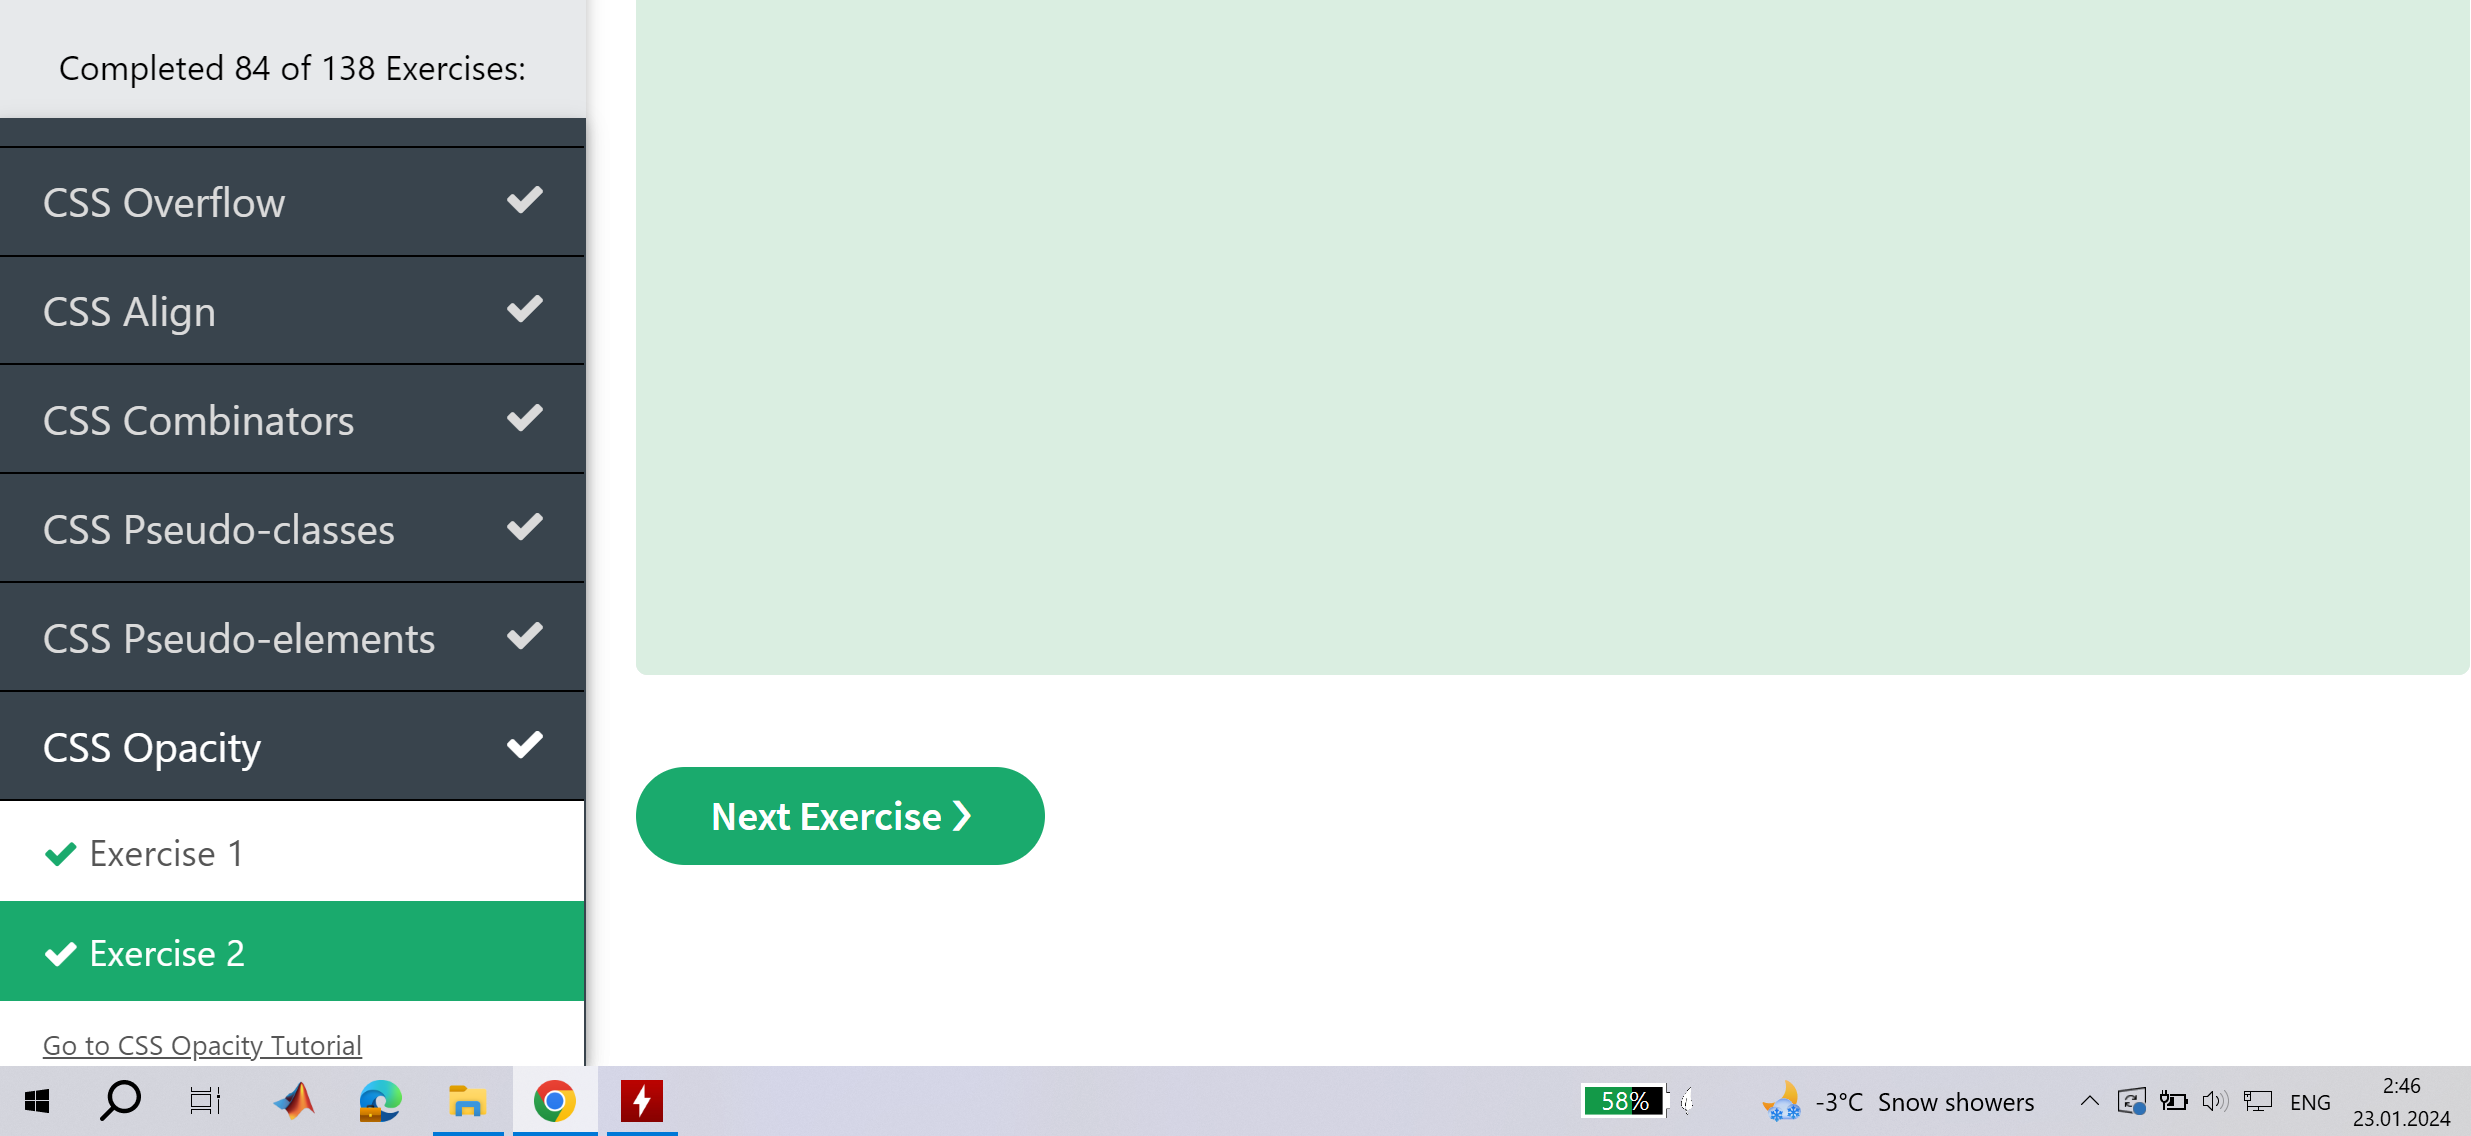 Completed 84 of 138 Exercises:
CSS Overflow
CSS Align
CSS Combinators
CSS Pseudo-classes
CSS Pseudo-elements
CSS Opacity
Exercise 1
Exercise 2
Go to CSS Opacity Tutorial
Next Exercise ❯
58%
-3°C Snow showers
ENG
2:46
23.01.2024